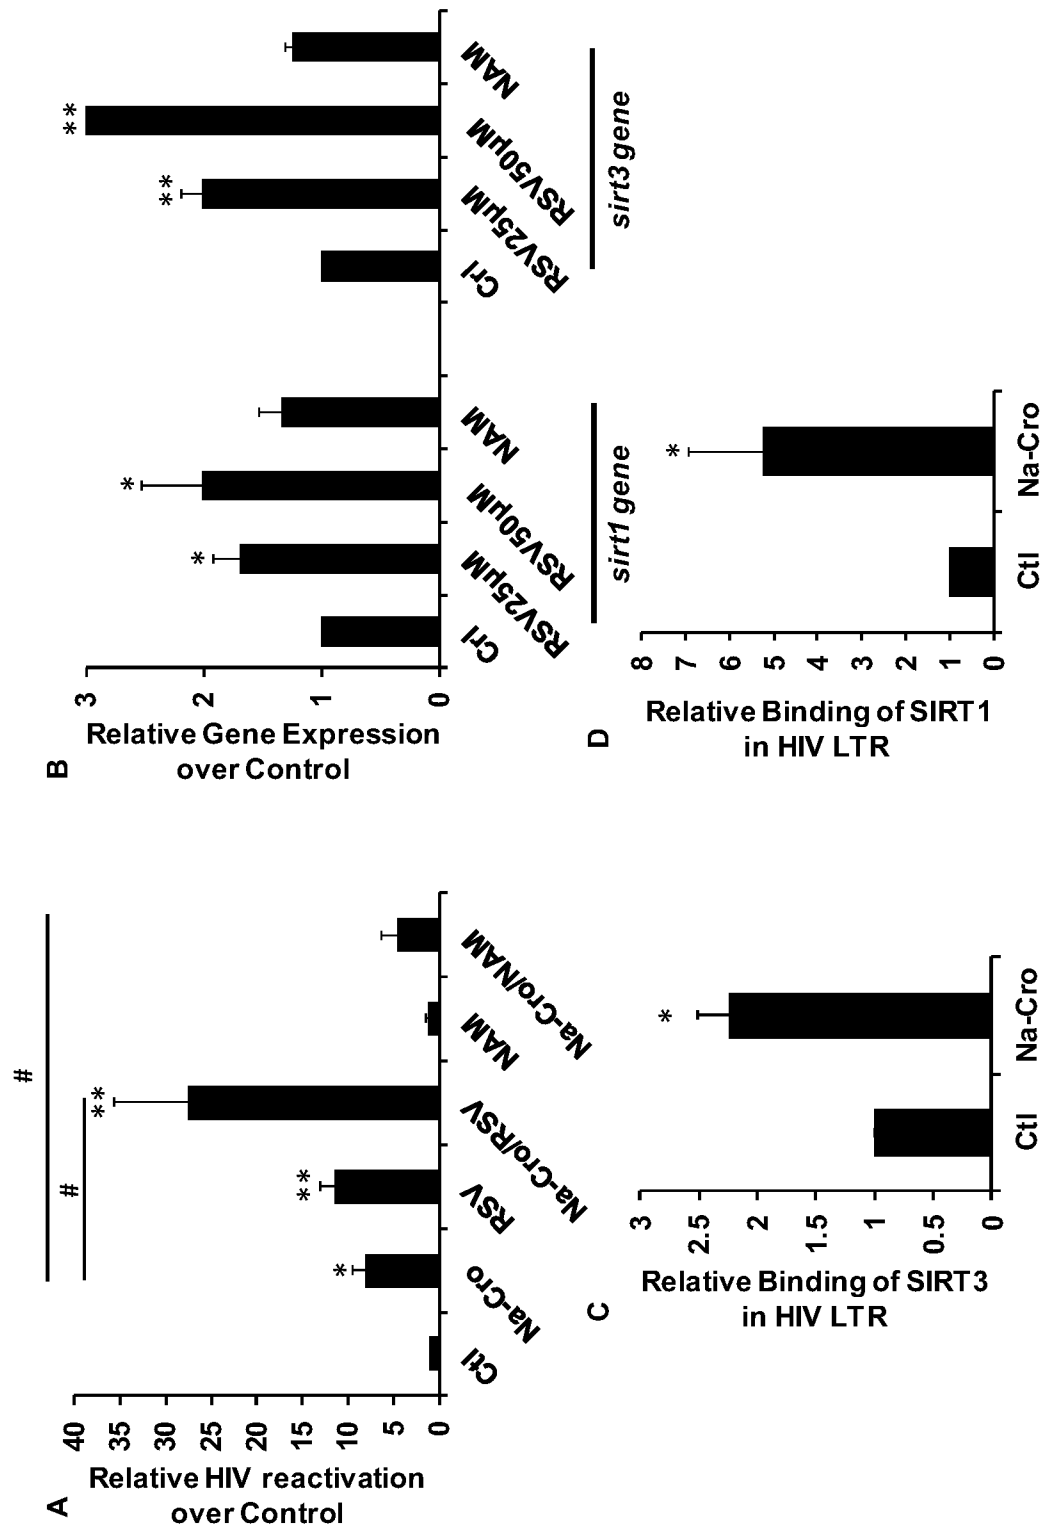 A
Relative HIV reactivation
over Control
40
35
30
25
20
15
10
5
0
#
#
*
**
**
Ctl
Na-Cro
RSV
Na-Cro/RSV
NAM
Na-Cro/NAM
B
Relative Gene Expression
over Control
3
2
1
0
*
*
**
**
Crl
RSV25µM
RSV50µM
NAM
Crl
RSV25µM
RSV50µM
NAM
sirt1 gene
sirt3 gene
C
Relative Binding of SIRT3
in HIV LTR
3
2.5
2
1.5
1
0.5
0
*
Ctl
Na-Cro
D
Relative Binding of SIRT1
in HIV LTR
8
7
6
5
4
3
2
1
0
*
Ctl
Na-Cro